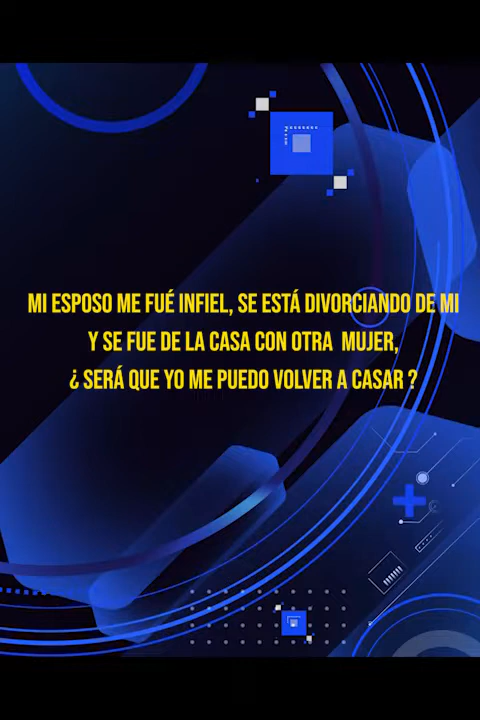 MI ESPOSO ME FUÉ INFIEL, SE ESTÁ DIVORCIANDO DE MI
Y SE FUE DE LA CASA CON OTRA MUJER,
¿ SERÁ QUE YO ME PUEDO VOLVER A CASAR ?